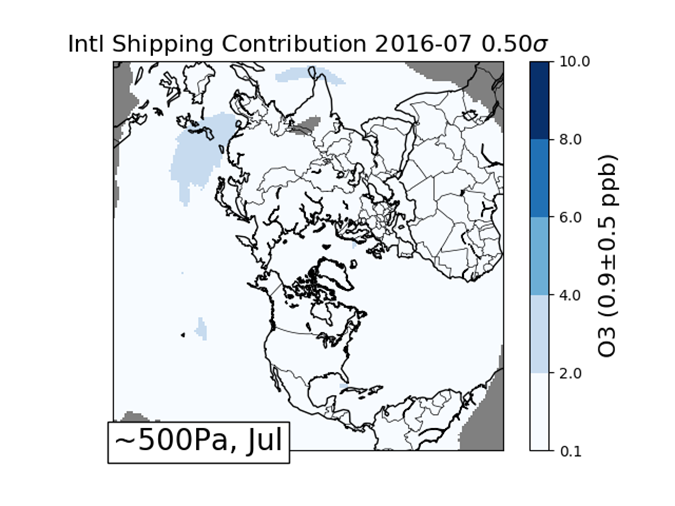 Intl Shipping Contribution 2016-07 0.50σ
10.0
8.0
6.0
4.0
2.0
0.1
O3 (0.9±0.5 ppb)
~500Pa, Jul